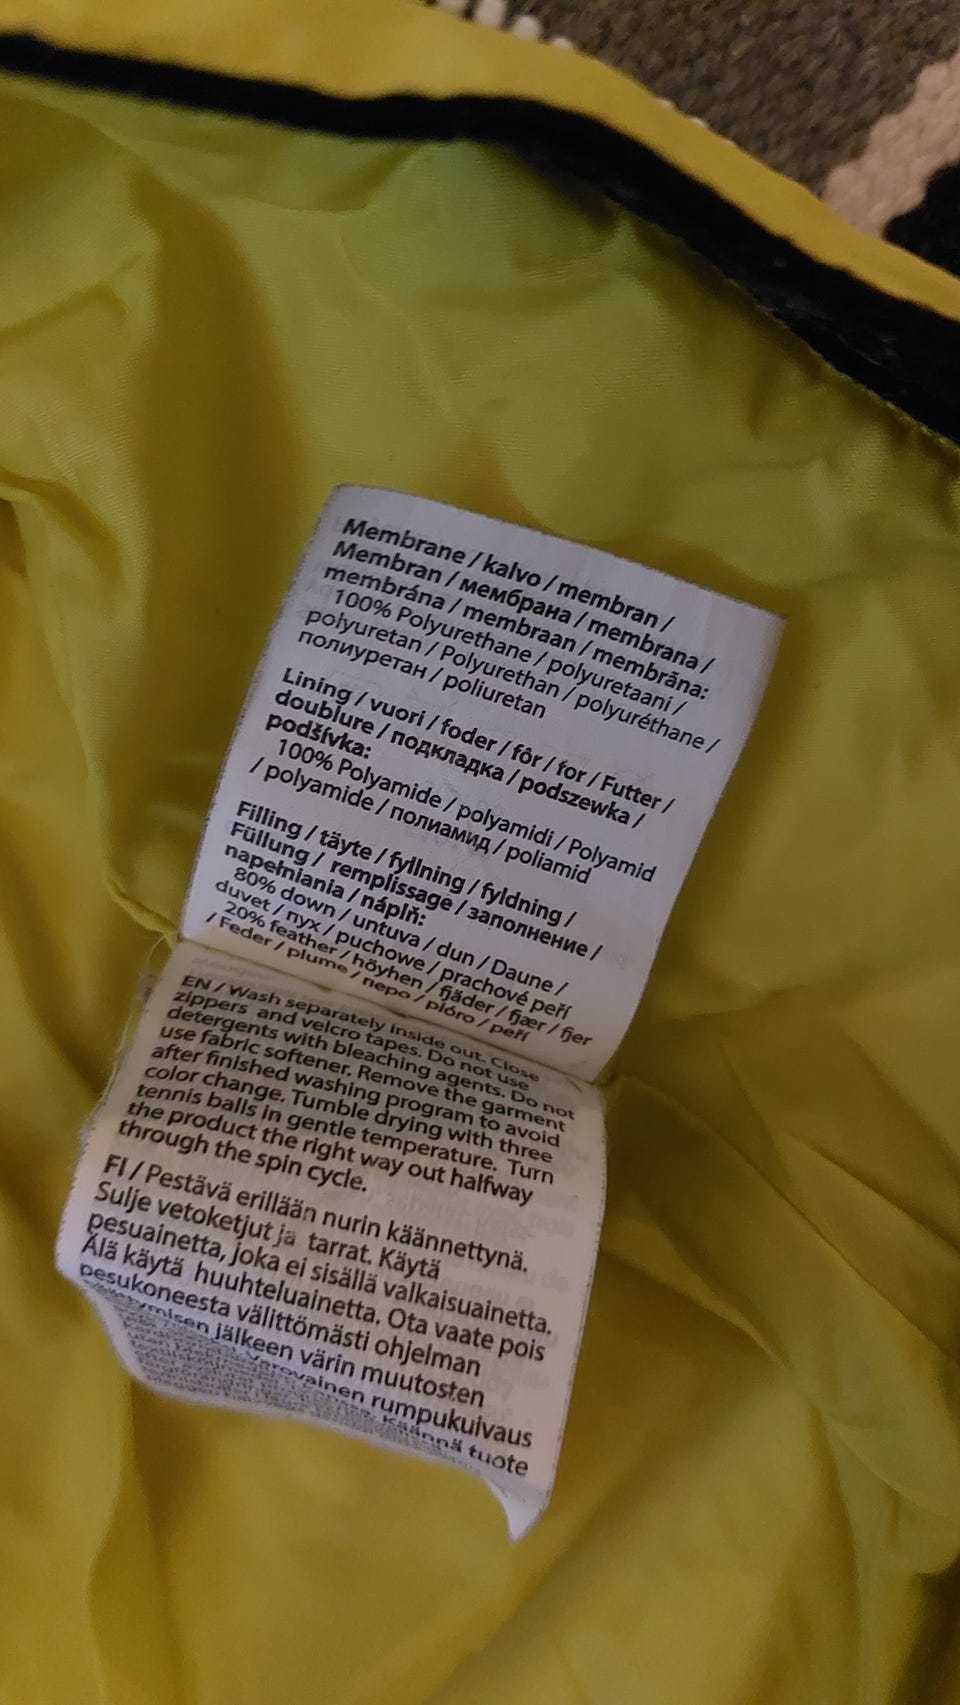 Membrane / kalvo / membran /
Membran / мембрана / membrana /
membrána / membraan / membrāna:
100% Polyurethane / polyuretaani /
polyuretan / Polyurethan / polyuréthane /
полиуретан / poliuretan
Lining / vuori / foder / fôr / for / Futter /
doublure / подкладка / podszewka /
podšívka:
100% Polyamide / polyamidi / Polyamid
/ polyamide / полиамид / poliamid
Filling / täyte / fyllning / fyldning /
Füllung / remplissage / заполнение /
napełniania / náplň:
80% down / untuva / dun / Daune /
duvet / пух / puchowe / prachové peří
20% feather / höyhen / fjäder / fjær / fjer
/ Feder / plume / перо / pióro / peří
EN / Wash separately inside out. Close
zippers and velcro tapes. Do not use
detergents with bleaching agents. Do not
use fabric softener. Remove the garment
after finished washing program to avoid
color change. Tumble drying with three
tennis balls in gentle temperature. Turn
the product the right way out halfway
through the spin cycle.
FI / Pestävä erillään nurin käännettynä.
Sulje vetoketjut ja tarrat. Käytä
pesuainetta, joka ei sisällä valkaisuainetta.
Älä käytä huuhteluainetta. Ota vaate pois
pesukoneesta välittömästi ohjelman
jälkeen värin muutosten
Varovainen rumpukuivaus
Käännä tuote